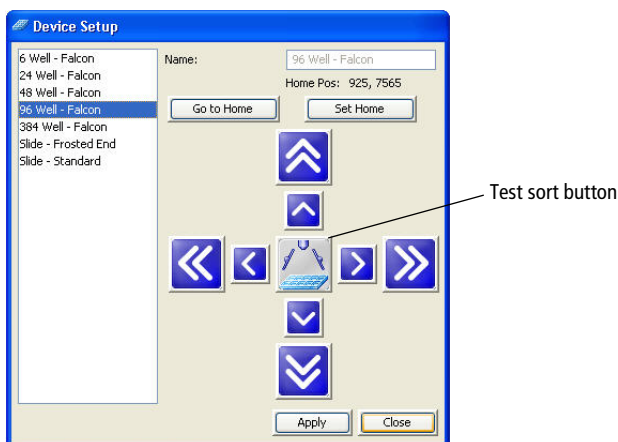 Device Setup
6 Well - Falcon
24 Well - Falcon
48 Well - Falcon
96 Well - Falcon
384 Well - Falcon
Slide - Frosted End
Slide - Standard
Name: 96 Well - Falcon
Home Pos: 925, 7565
Go to Home Set Home
Test sort button
Apply Close